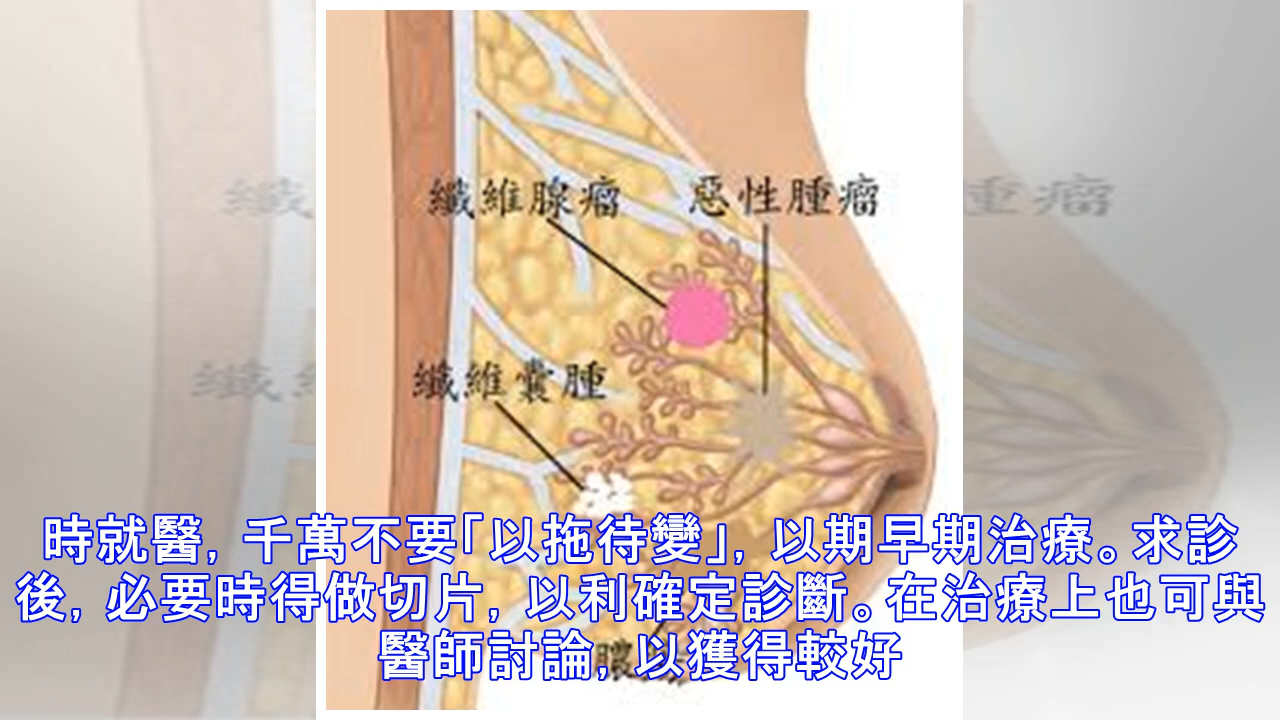 纖維腺瘤 惡性腫瘤
纖維囊腫
時就醫, 千萬不要「以拖待變」, 以期早期治療。求診
後, 必要時得做切片, 以利確定診斷。在治療上也可與
醫師討論, 以獲得較好